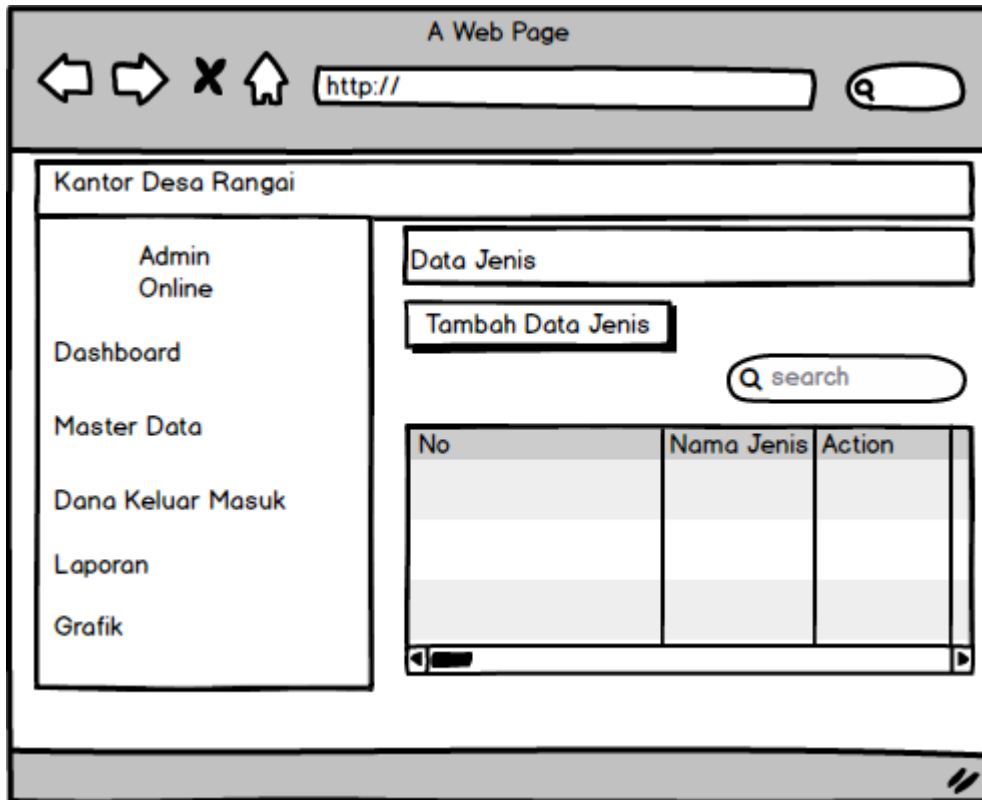 A Web Page
http://
Kantor Desa Rangai
Admin
Online
Dashboard
Master Data
Dana Keluar Masuk
Laporan
Grafik
Data Jenis
Tambah Data Jenis
search
No Nama Jenis Action